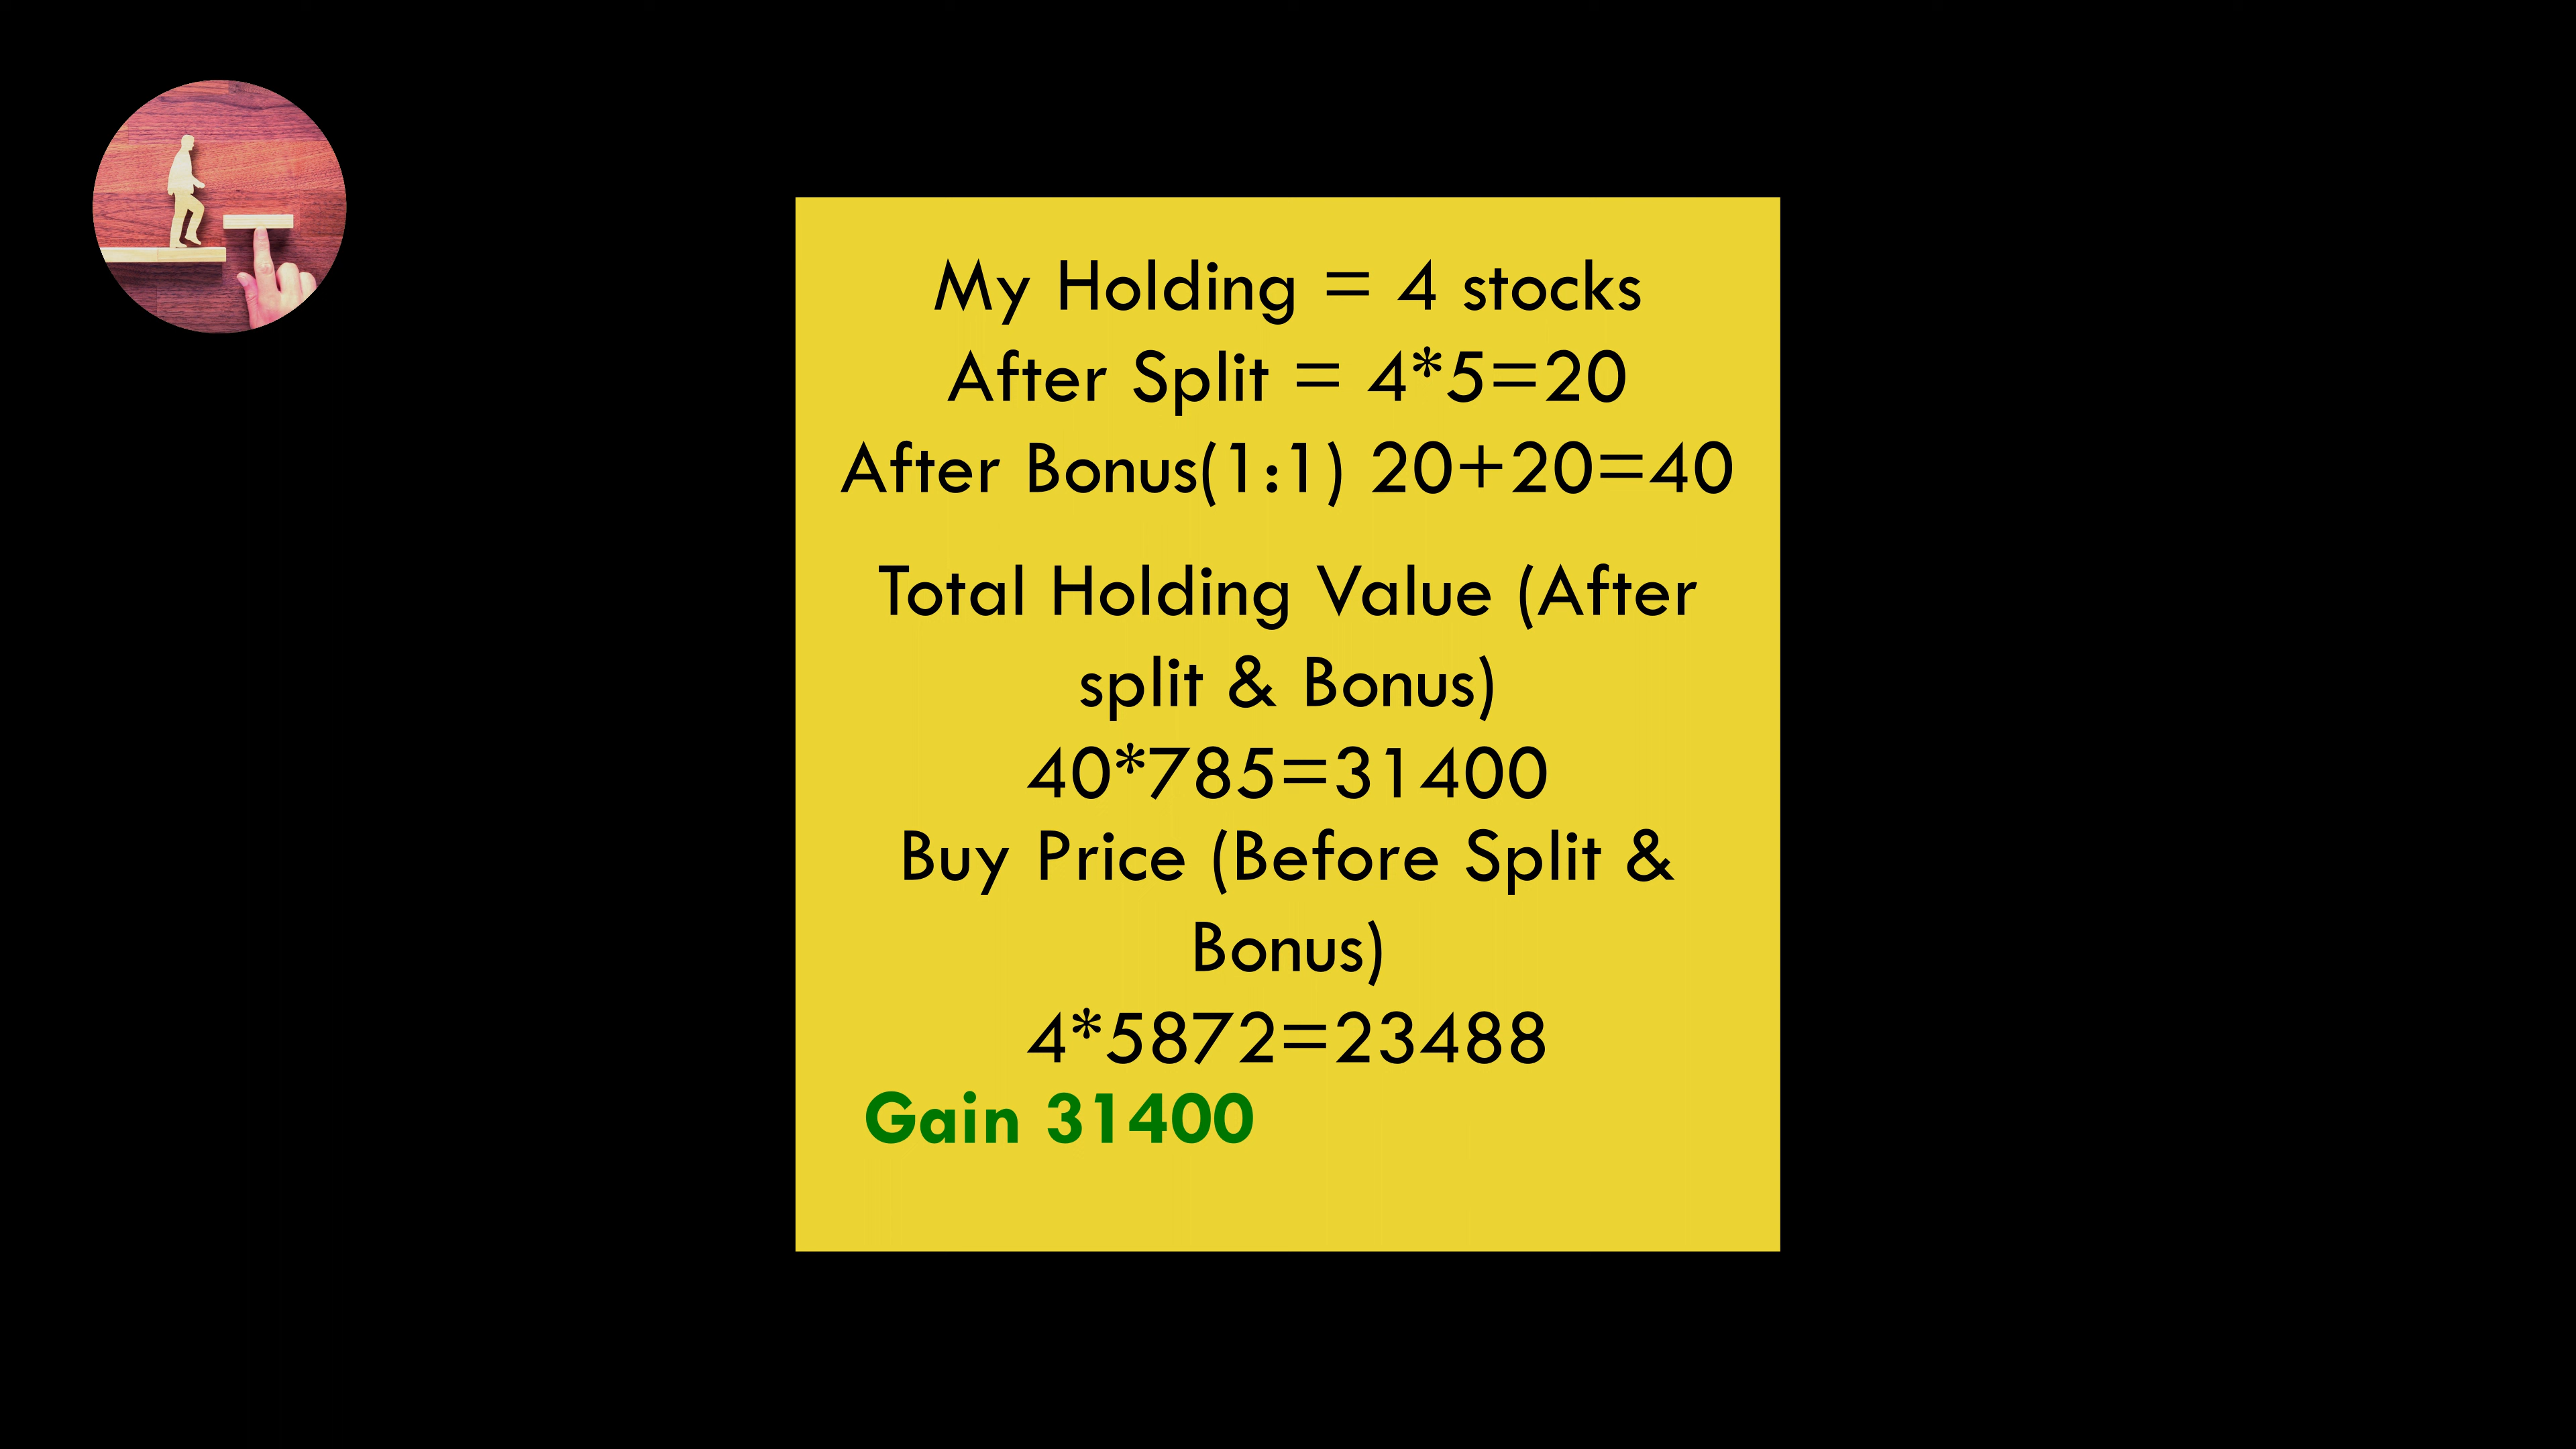 My Holding = 4 stocks
After Split = 4*5=20
After Bonus(1:1) 20+20=40
Total Holding Value (After
split & Bonus)
40*785=31400
Buy Price (Before Split &
Bonus)
4*5872=23488
Gain 31400